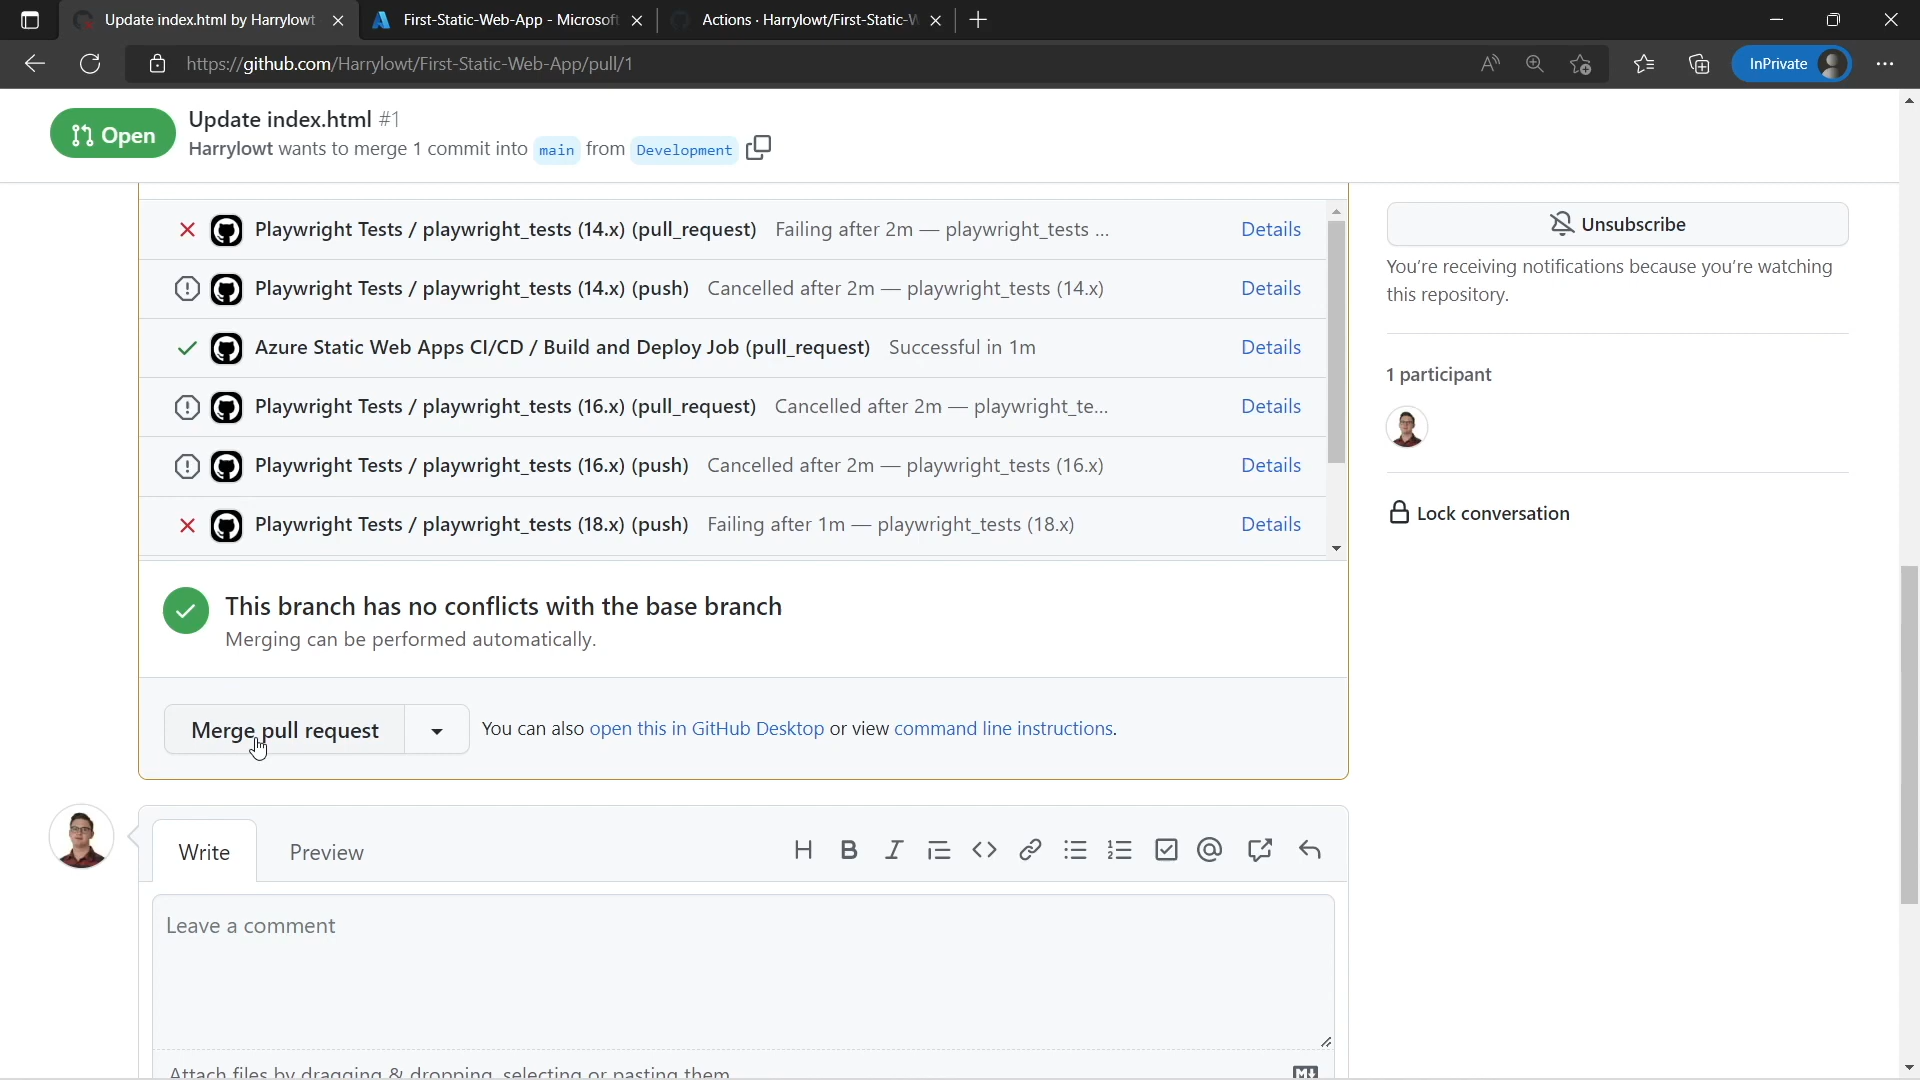 Update index.html by Harrylowt
First-Static-Web-App - Microsoft
Actions · Harrylowt/First-Static-W
https://github.com/Harrylowt/First-Static-Web-App/pull/1
InPrivate
Open
Update index.html #1
Harrylowt wants to merge 1 commit into main from Development
Playwright Tests / playwright_tests (14.x) (pull_request) Failing after 2m — playwright_tests ... Details
Playwright Tests / playwright_tests (14.x) (push) Cancelled after 2m — playwright_tests (14.x) Details
Azure Static Web Apps CI/CD / Build and Deploy Job (pull_request) Successful in 1m Details
Playwright Tests / playwright_tests (16.x) (pull_request) Cancelled after 2m — playwright_te... Details
Playwright Tests / playwright_tests (16.x) (push) Cancelled after 2m — playwright_tests (16.x) Details
Playwright Tests / playwright_tests (18.x) (push) Failing after 1m — playwright_tests (18.x) Details
This branch has no conflicts with the base branch
Merging can be performed automatically.
Merge pull request You can also open this in GitHub Desktop or view command line instructions.
Unsubscribe
You're receiving notifications because you're watching
this repository.
1 participant
Lock conversation
Write Preview
Leave a comment
Attach files by dragging & dropping, selecting or pasting them.